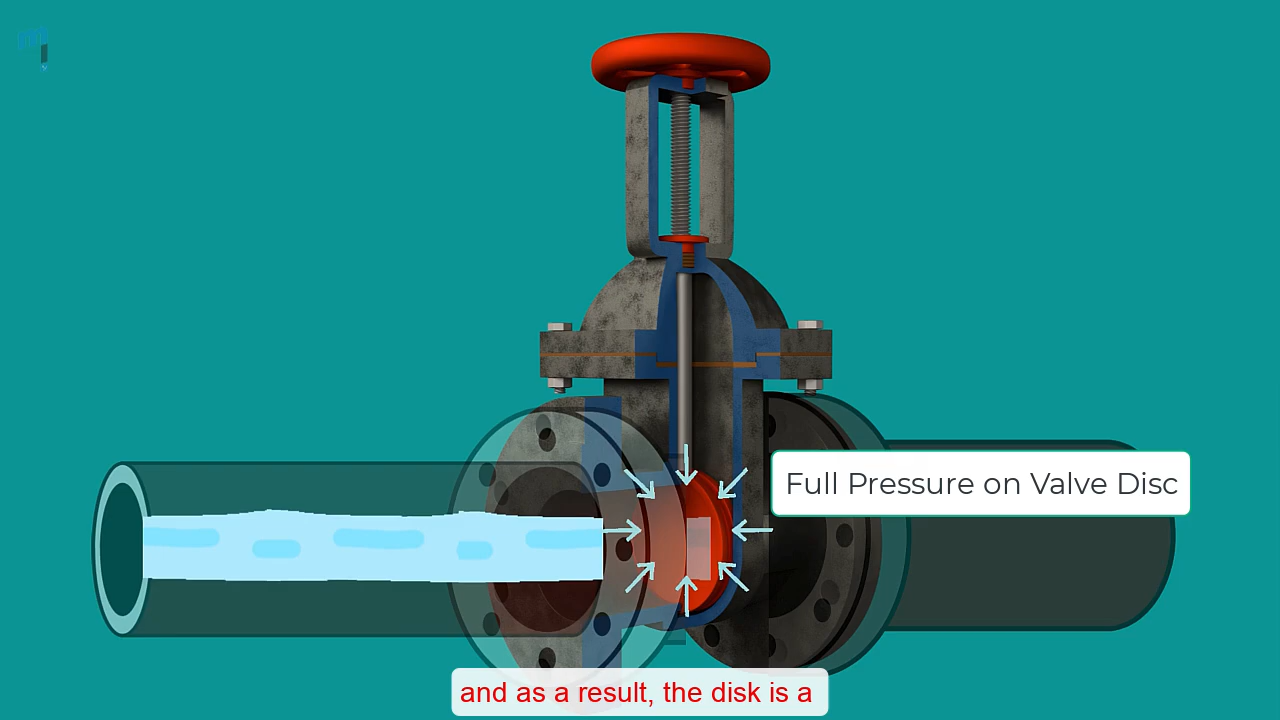 Full Pressure on Valve Disc
and as a result, the disk is a